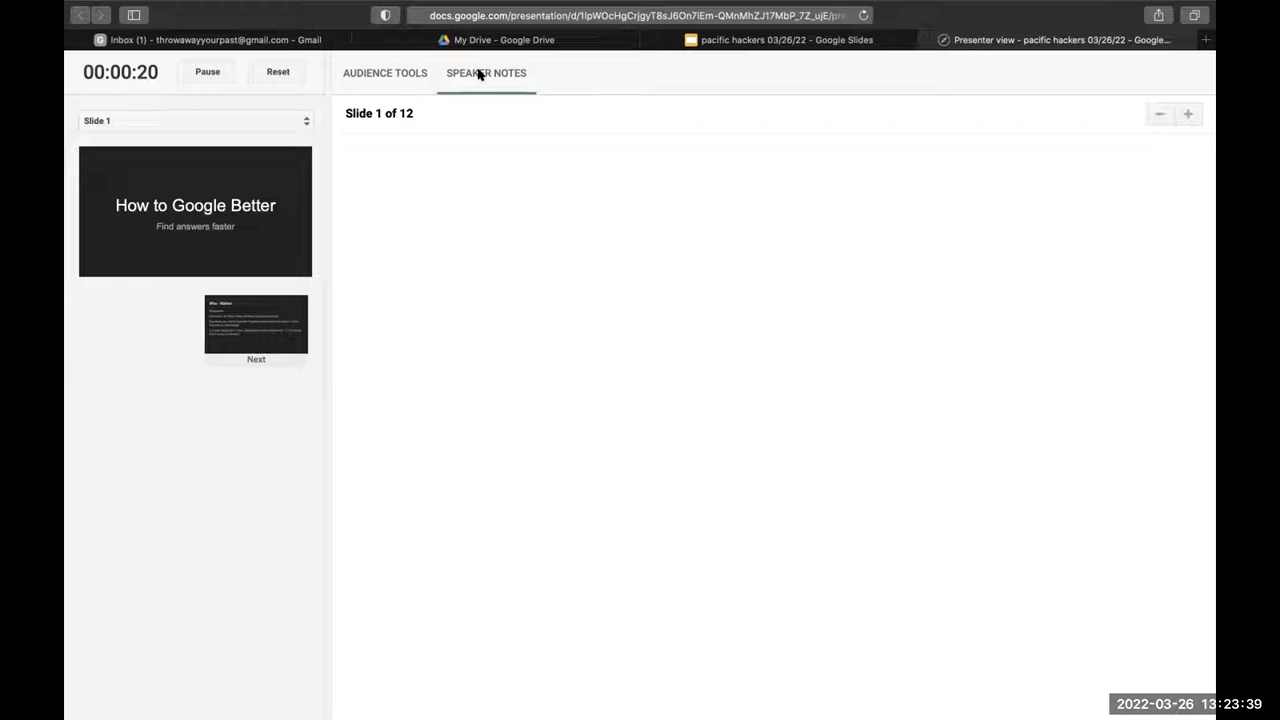 docs.google.com/presentation/d/1lpWOcHgCrjgyT8sJ6On7iEm-QMnMhZJ17MbP_7Z_ujE/pre
Inbox (1) - throwawayyourpast@gmail.com - Gmail
My Drive - Google Drive
pacific hackers 03/26/22 - Google Slides
Presenter view - pacific hackers 03/26/22 - Google...
00:00:20
Pause
Reset
AUDIENCE TOOLS
SPEAKER NOTES
Slide 1
Slide 1 of 12
How to Google Better
Find answers faster
Next
2022-03-26 13:23:39